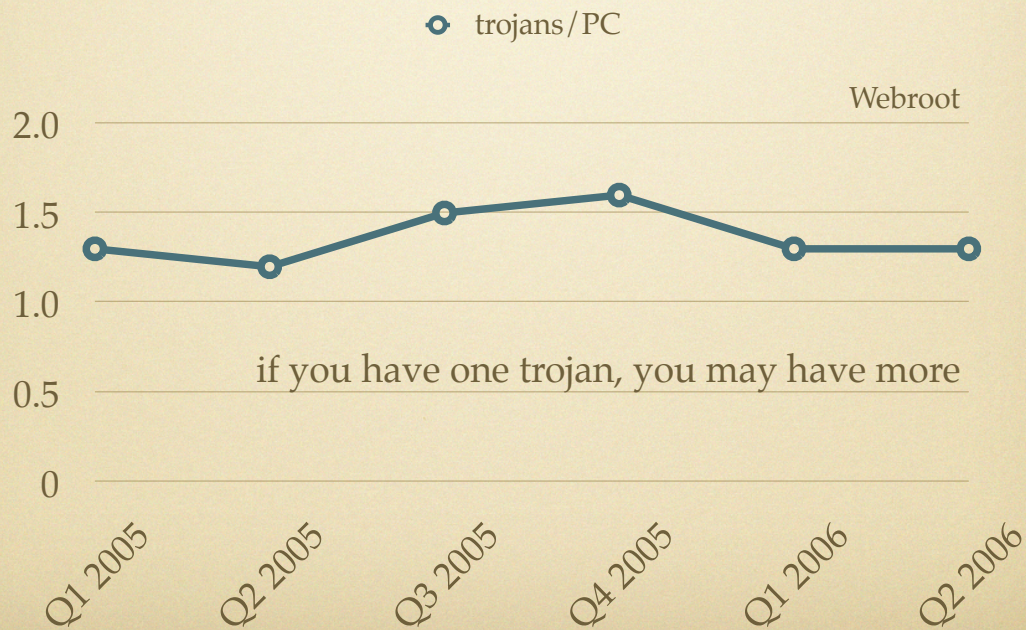 trojans/PC
Webroot
2.0
1.5
1.0
if you have one trojan, you may have more
0.5
0
Q1 2005
Q2 2005
Q3 2005
Q4 2005
Q1 2006
Q2 2006